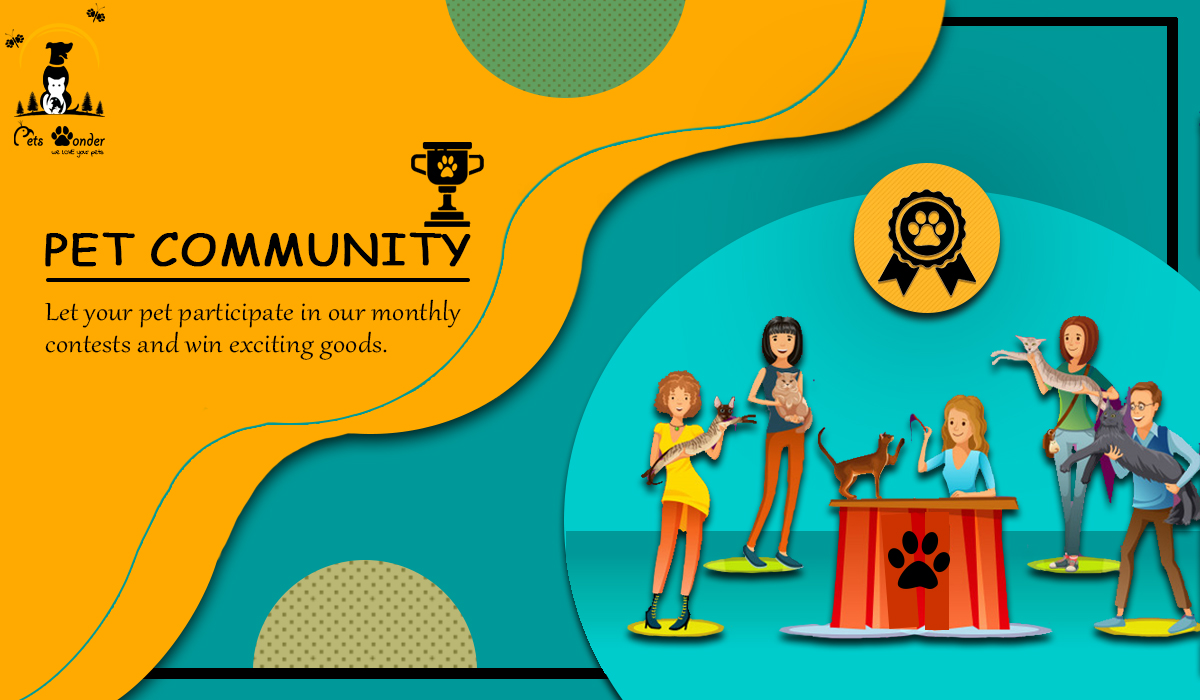 Pets Wonder
we love your pets
PET COMMUNITY
Let your pet participate in our monthly
contests and win exciting goods.